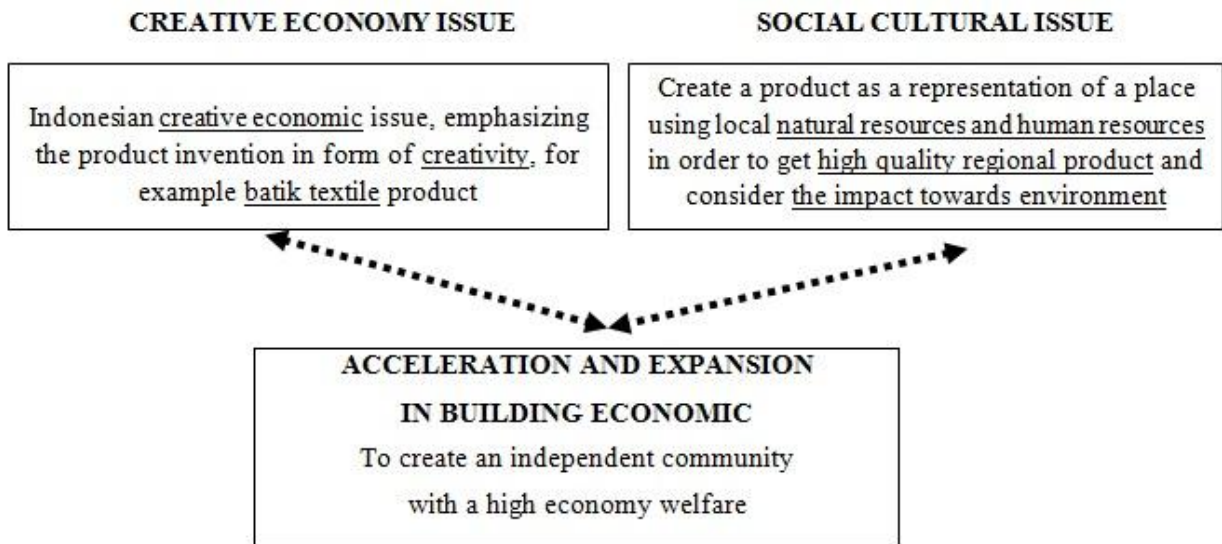 CREATIVE ECONOMY ISSUE
Indonesian creative economic issue, emphasizing
the product invention in form of creativity, for
example batik textile product
SOCIAL CULTURAL ISSUE
Create a product as a representation of a place
using local natural resources and human resources
in order to get high quality regional product and
consider the impact towards environment
ACCELERATION AND EXPANSION
IN BUILDING ECONOMIC
To create an independent community
with a high economy welfare